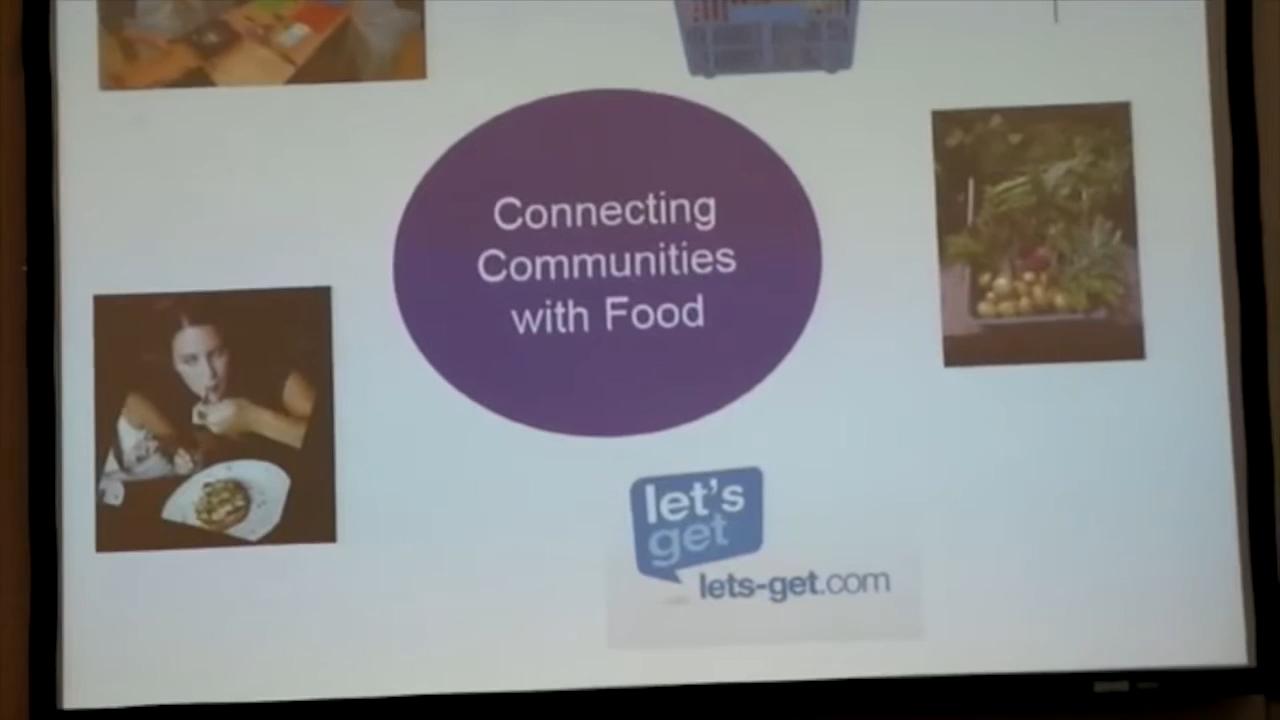 Connecting
Communities
with Food
let's
get
lets-get.com